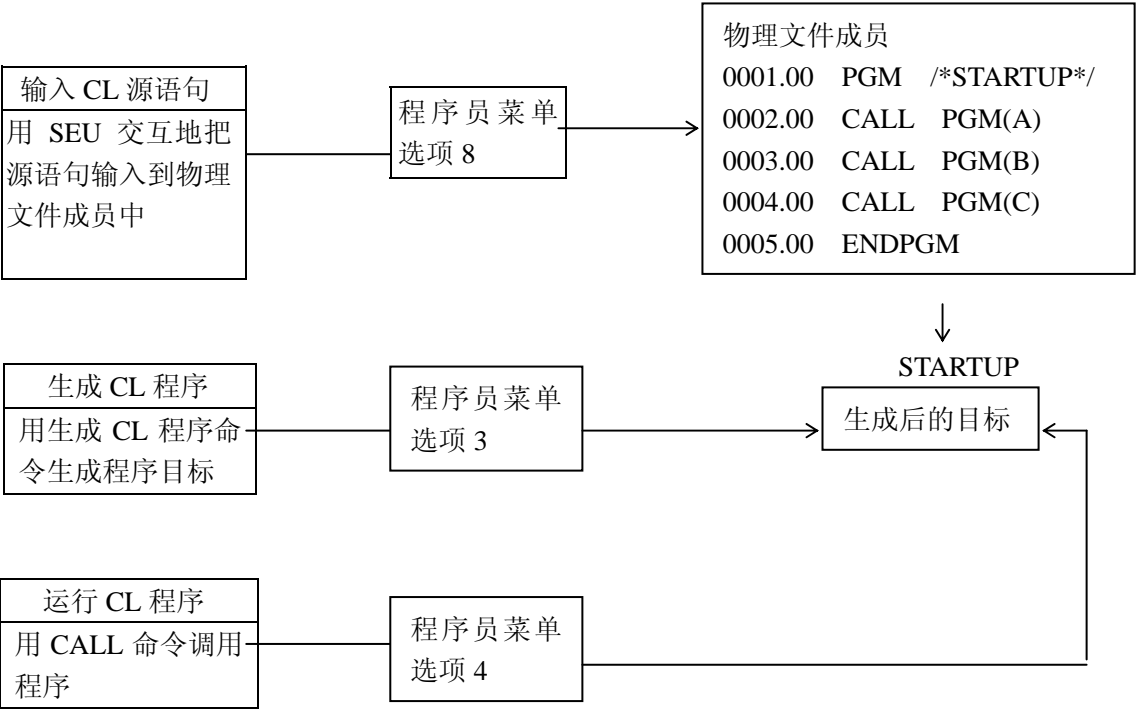 输入 CL 源语句
用 SEU 交互地把
源语句输入到物理
文件成员中
程序员菜单
选项 8
物理文件成员
0001.00 PGM /*STARTUP*/
0002.00 CALL PGM(A)
0003.00 CALL PGM(B)
0004.00 CALL PGM(C)
0005.00 ENDPGM
生成 CL 程序
用生成 CL 程序命
令生成程序目标
程序员菜单
选项 3
STARTUP
生成后的目标
运行 CL 程序
用 CALL 命令调用
程序
程序员菜单
选项 4